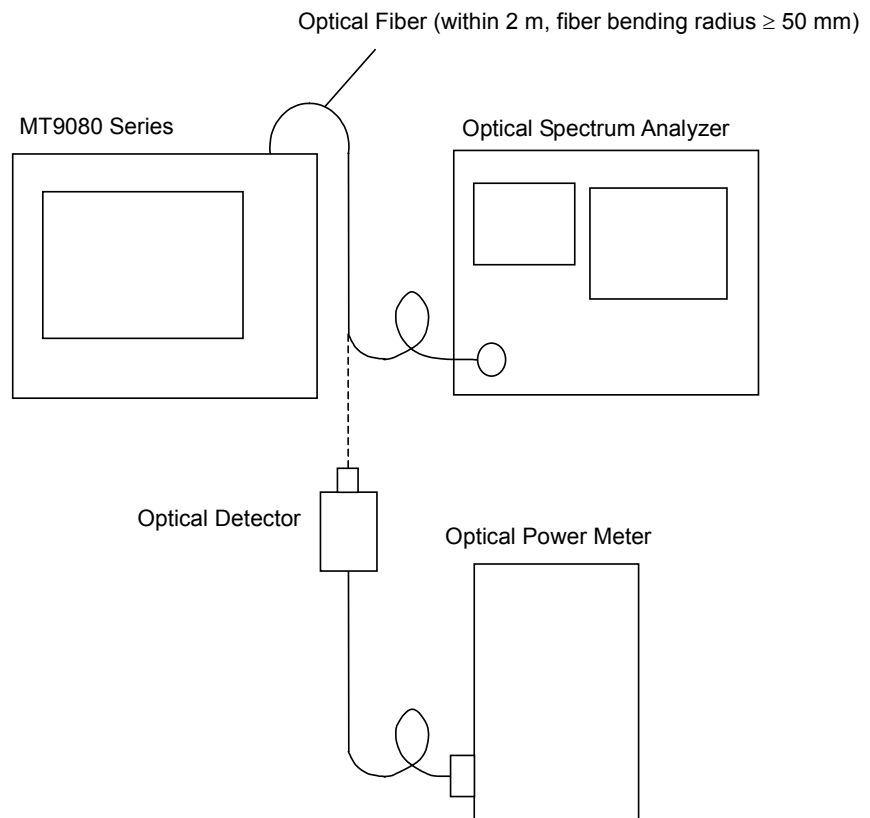 Optical Fiber (within 2 m, fiber bending radius ≥ 50 mm)
MT9080 Series
Optical Spectrum Analyzer
Optical Detector
Optical Power Meter